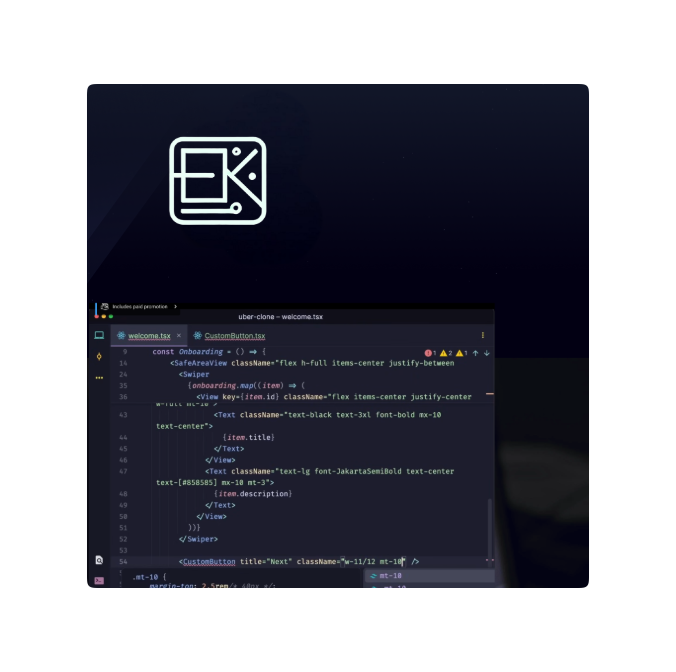 EK
Includes paid promotion
uber-clone – welcome.tsx
welcome.tsx × CustomButton.tsx
9 const Onboarding = () => {
1 2 1
14 <SafeAreaView className="flex h-full items-center justify-between
24 <Swiper
35 {onboarding.map((item) => (
36 <View key={item.id} className="flex items-center justify-center
w-full mt-10">
43 <Text className="text-black text-3xl font-bold mx-10
text-center">
44 {item.title}
45 </Text>
46 </View>
47 <Text className="text-lg font-JakartaSemiBold text-center
text-[#858585] mx-10 mt-3">
48 {item.description}
49 </Text>
50 </View>
51 ))}
52 </Swiper>
53
54 <CustomButton title="Next" className="w-11/12 mt-10" />
.mt-10 {
mt-10
margin-top: 2.5rem/* 40px */;